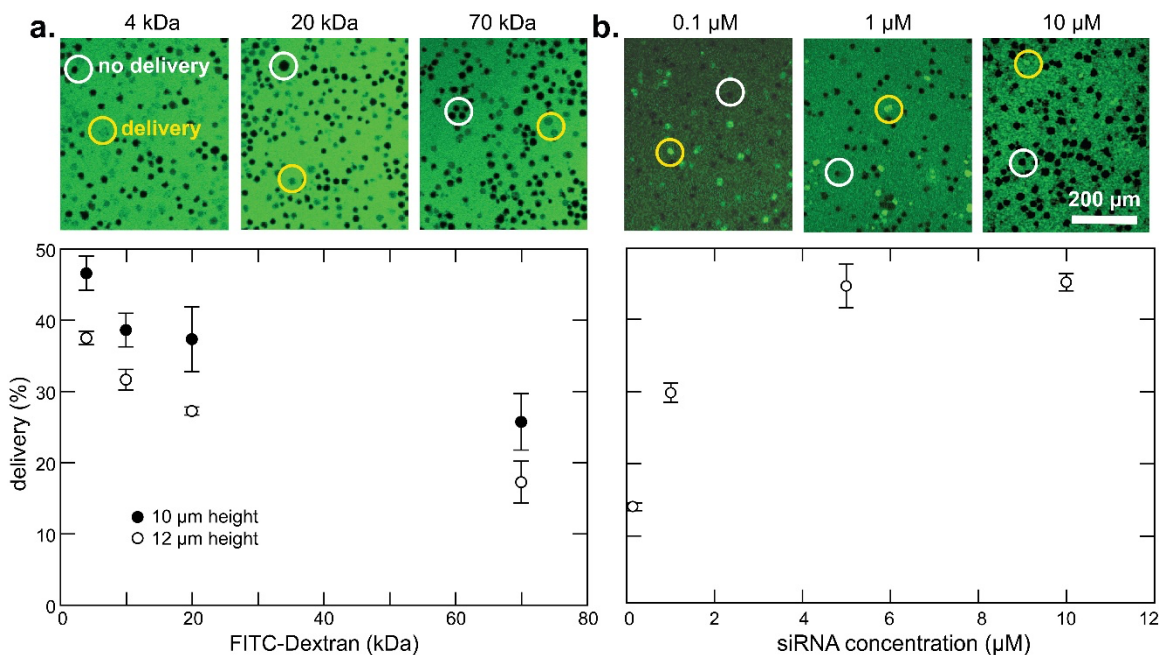 a.
4 kDa
20 kDa
70 kDa
no delivery
delivery
b.
0.1 µM
1 µM
10 µM
200 µm
delivery (%)
50
40
30
20
10
0
10 µm height
12 µm height
0 20 40 60 80
FITC-Dextran (kDa)
0 2 4 6 8 10 12
siRNA concentration (µM)